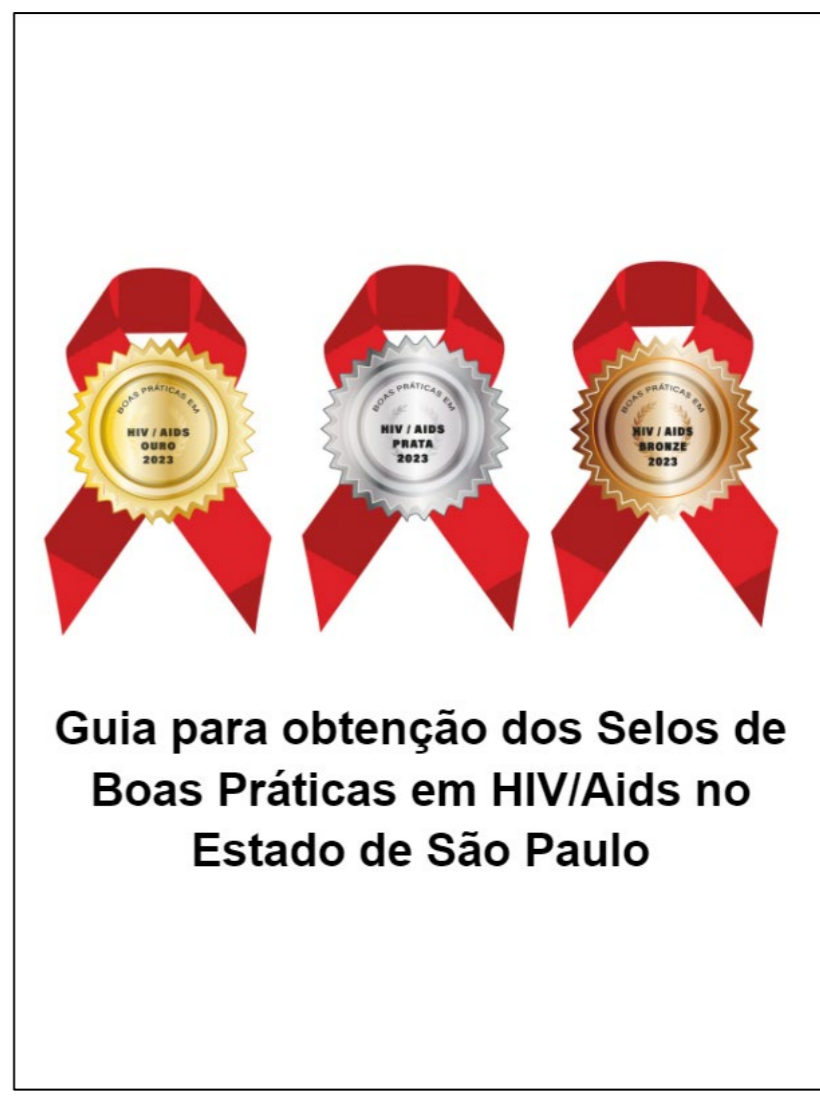 BOAS PRÁTICAS EM
HIV / AIDS
OURO
2023
BOAS PRÁTICAS EM
HIV / AIDS
PRATA
2023
BOAS PRÁTICAS EM
HIV / AIDS
BRONZE
2023
Guia para obtenção dos Selos de
Boas Práticas em HIV/Aids no
Estado de São Paulo